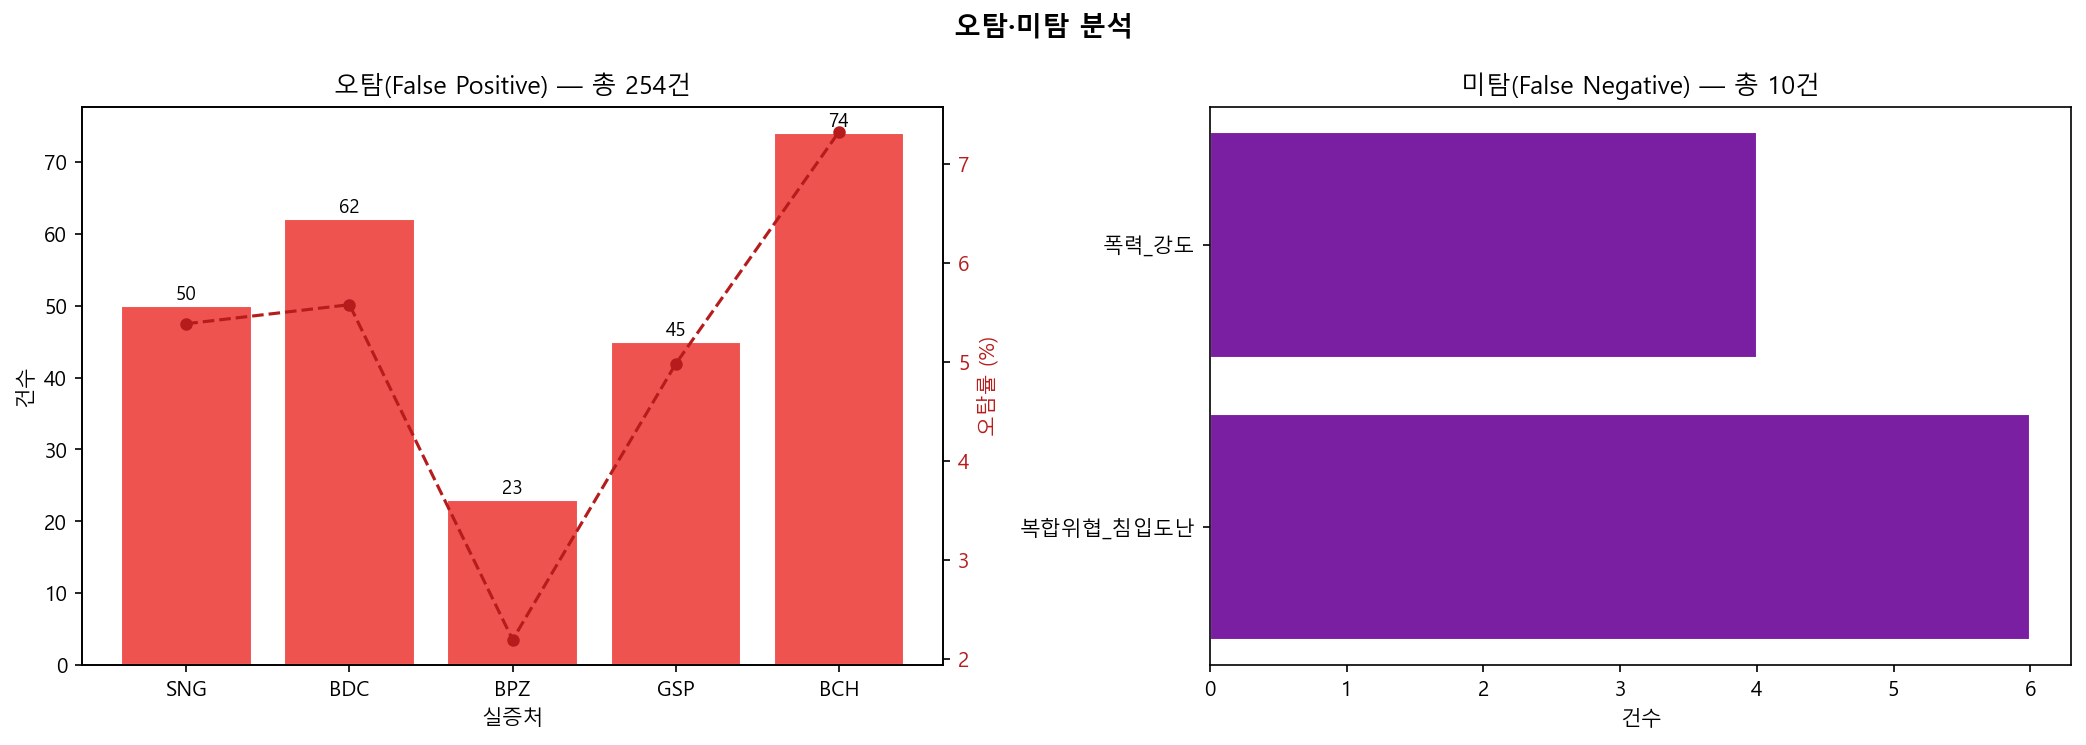 오탐·미탐 분석
오탐(False Positive) — 총 254건
건수
70
60
50
40
30
20
10
0
50
62
23
45
74
SNG BDC BPZ GSP BCH
실증처
7
6
5
4
3
2
오탐률 (%)
미탐(False Negative) — 총 10건
폭력_강도
복합위협_침입도난
0 1 2 3 4 5 6
건수